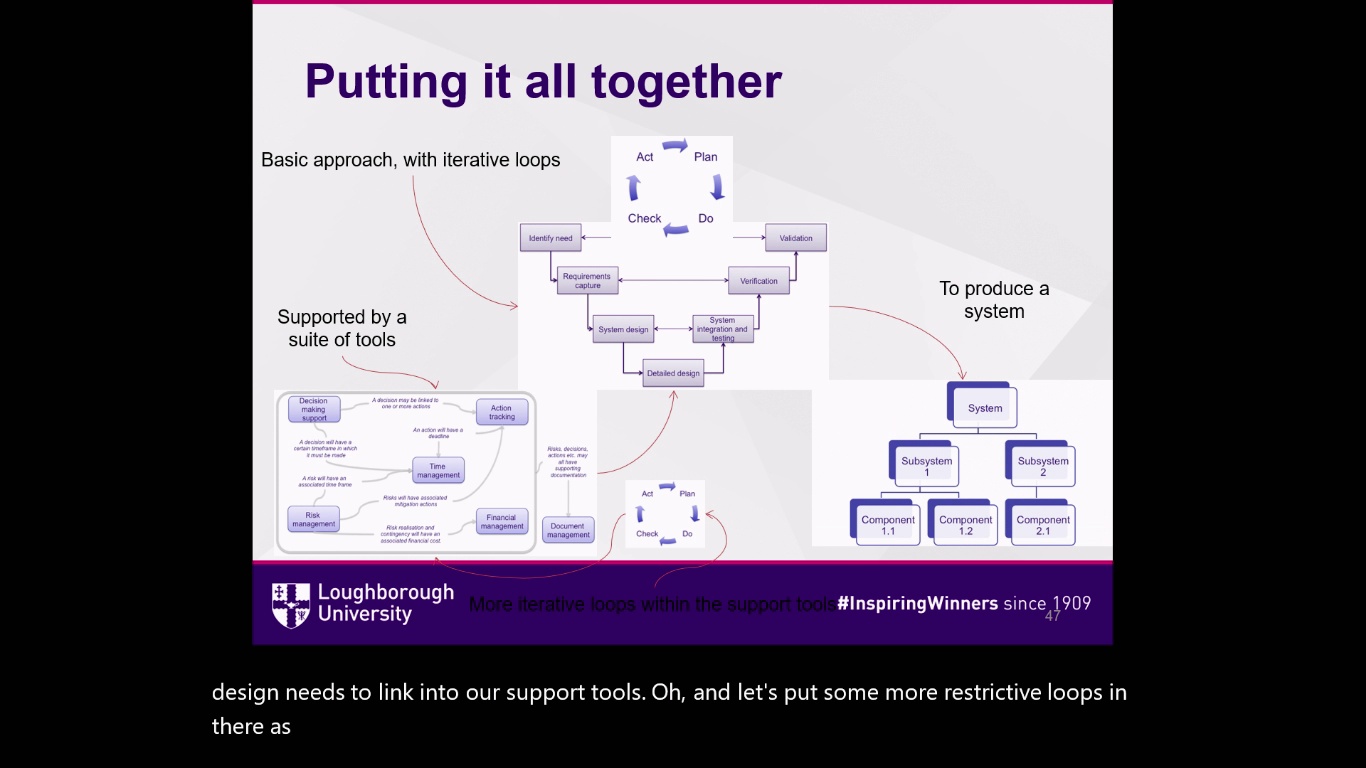 Putting it all together
Basic approach, with iterative loops
Act
Plan
Check
Do
Identify need
Validation
Requirements
capture
Verification
System design
System
integration and
testing
Detailed design
Supported by a
suite of tools
To produce a
system
Decision
making
support
A decision may be linked to
one or more actions
Action
tracking
An action will have a
deadline
A decision will have a
certain timeframe in which
it must be made
Time
management
A risk will have an
associated time frame
Risks will have associated
mitigation actions
Risk
management
Risk realisation and
contingency will have an
associated financial cost
Financial
management
Risks, decisions,
actions etc. may
all have
supporting
documentation
Document
management
Act
Plan
Check
Do
System
Subsystem
1
Subsystem
2
Component
1.1
Component
1.2
Component
2.1
Loughborough
University
More iterative loops within the support tools
#InspiringWinners since 1909
47
design needs to link into our support tools. Oh, and let's put some more restrictive loops in
there as